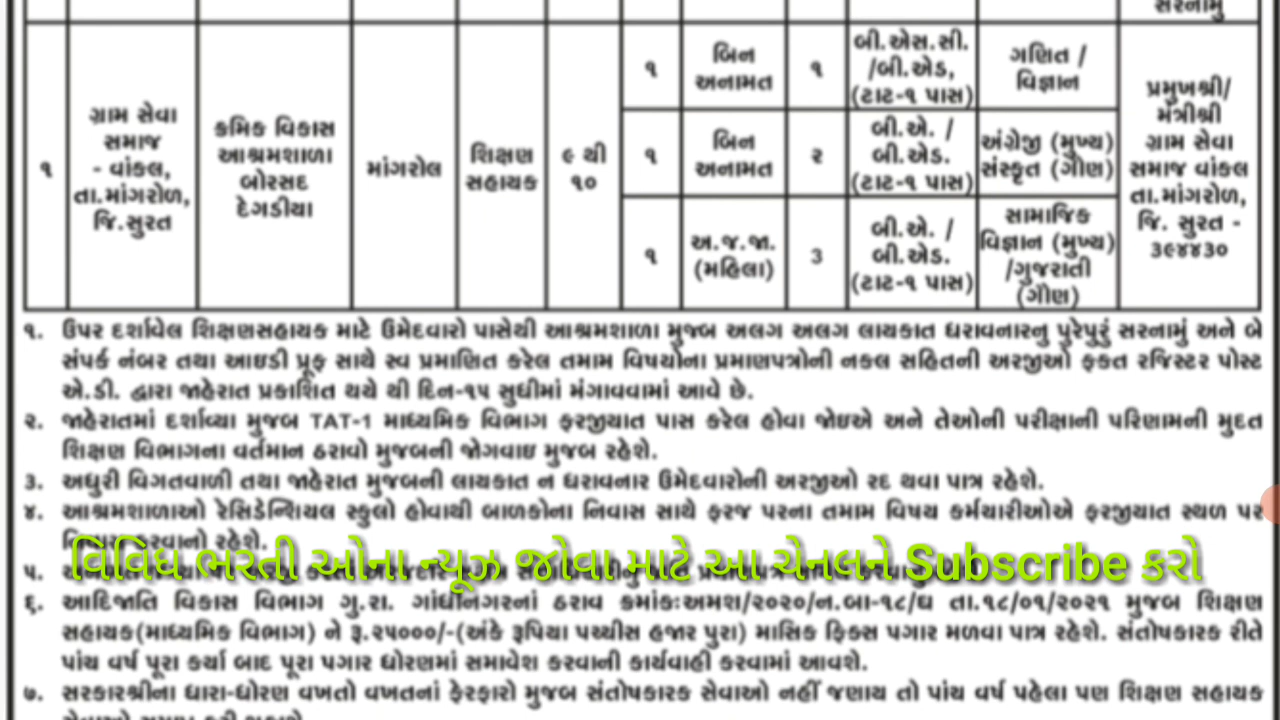 સરનામું
૧
ગ્રામ સેવા
સમાજ
- વાંકલ,
તા.માંગરોળ,
જિ.સુરત
ક્રમિક વિકાસ
આશ્રમશાળા
બોરસદ
દેગડીયા
માંગરોલ
શિક્ષણ
સહાયક
૯ થી
૧૦
૧
બિન
અનામત
૧
બી.એસ.સી.
/બી.એડ,
(ટાટ-૧ પાસ)
ગણિત /
વિજ્ઞાન
૧
બિન
અનામત
૨
બી.એ. /
બી.એડ.
(ટાટ-૧ પાસ)
અંગ્રેજી (મુખ્ય)
સંસ્કૃત (ગૌણ)
૧
અ.જ.જા.
(મહિલા)
૩
બી.એ. /
બી.એડ.
(ટાટ-૧ પાસ)
સામાજિક
વિજ્ઞાન (મુખ્ય)
/ગુજરાતી
(ગૌણ)
પ્રમુખશ્રી/
મંત્રીશ્રી
ગ્રામ સેવા
સમાજ વાંકલ
તા.માંગરોળ,
જિ. સુરત -
૩૯૪૪૩૦
૧. ઉપર દર્શાવેલ શિક્ષણસહાયક માટે ઉમેદવારો પાસેથી આશ્રમશાળા મુજબ અલગ અલગ લાયકાત ધરાવનારનુ પુરેપુરું સરનામું અને બે
સંપર્ક નંબર તથા આઇડી પ્રૂફ સાથે સ્વ પ્રમાણિત કરેલ તમામ વિષયોના પ્રમાણપત્રોની નકલ સહિતની અરજીઓ ફકત રજિસ્ટર પોસ્ટ
એ.ડી. દ્વારા જાહેરાત પ્રકાશિત થયે થી દિન-૧૫ સુધીમાં મંગાવવામાં આવે છે.
૨. જાહેરાતમાં દર્શાવ્યા મુજબ TAT-1 માધ્યમિક વિભાગ ફરજીયાત પાસ કરેલ હોવા જોઇએ અને તેઓની પરીક્ષાની પરિણામની મુદત
શિક્ષણ વિભાગના વર્તમાન ઠરાવો મુજબની જોગવાઇ મુજબ રહેશે.
૩. અધુરી વિગતવાળી તથા જાહેરાત મુજબની લાયકાત ન ધરાવનાર ઉમેદવારોની અરજીઓ રદ થવા પાત્ર રહેશે.
૪. આશ્રમશાળાઓ રેસિડેન્શિયલ સ્કુલો હોવાથી બાળકોના નિવાસ સાથે ફરજ પરના તમામ વિષય કર્મચારીઓએ ફરજીયાત સ્થળ પર
રહેશે.
વિવિધ ભરતી ઓના ન્યૂઝ જોવા માટે આ ચેનલને Subscribe કરો
૫.
૬. આદિજાતિ વિકાસ વિભાગ ગુ.રા. ગાંધીનગરનાં ઠરાવ ક્રમાંકઃઅમશ/૨૦૨૦/ન.બા-૧૮/ઘ તા.૧૮/૦૧/૨૦૨૧ મુજબ શિક્ષણ
સહાયક(માધ્યમિક વિભાગ) ને રૂ.૨૫૦૦૦/-(અંકે રૂપિયા પચ્ચીસ હજાર પુરા) માસિક ફિક્સ પગાર મળવા પાત્ર રહેશે. સંતોષકારક રીતે
પાંચ વર્ષ પૂરા કર્યા બાદ પૂરા પગાર ધોરણમાં સમાવેશ કરવાની કાર્યવાહી કરવામાં આવશે.
૭. સરકારશ્રીના ધારા-ધોરણ વખતો વખતનાં ફેરફારો મુજબ સંતોષકારક સેવાઓ નહીં જણાય તો પાંચ વર્ષ પહેલા પણ શિક્ષણ સહાયક